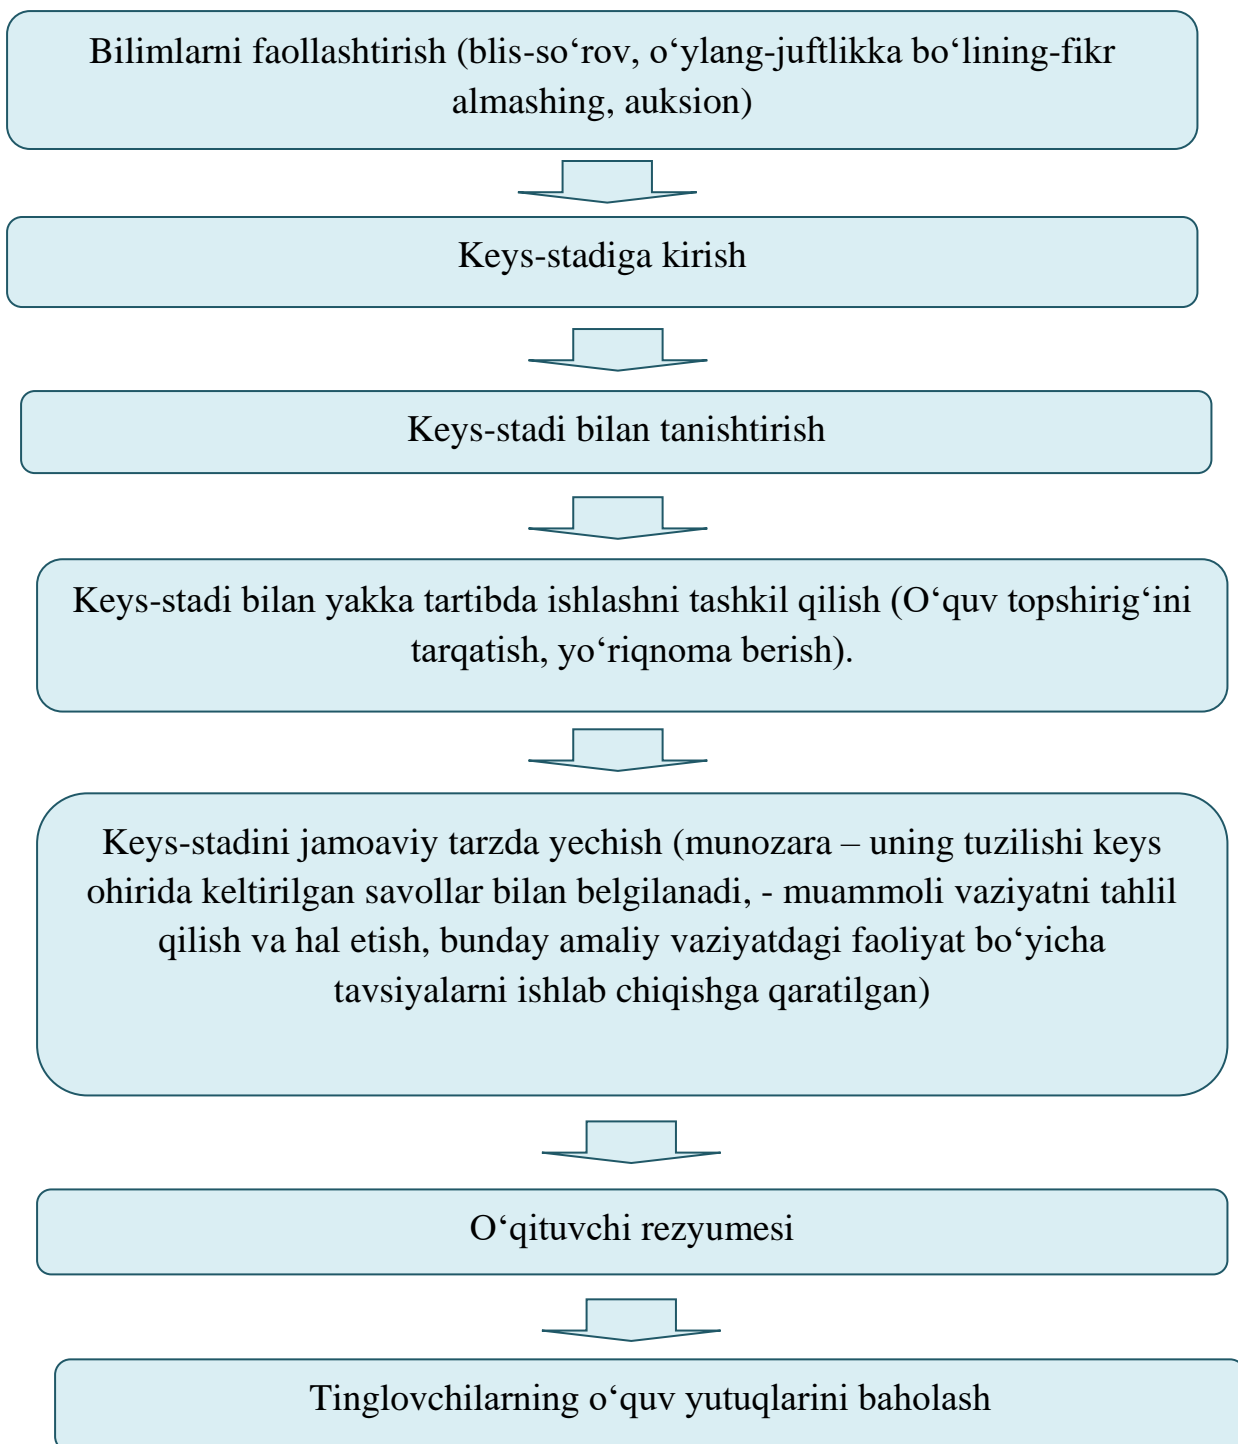 Bilimlarni faollashtirish (blis-so‘rov, o‘ylang-juftlikka bo‘lining-fikr
almashing, auksion)
Keys-stadiga kirish
Keys-stadi bilan tanishtirish
Keys-stadi bilan yakka tartibda ishlashni tashkil qilish (O‘quv topshirig‘ini
tarqatish, yo‘riqnoma berish).
Keys-stadini jamoaviy tarzda yechish (munozara – uning tuzilishi keys
ohirida keltirilgan savollar bilan belgilanadi, - muammoli vaziyatni tahlil
qilish va hal etish, bunday amaliy vaziyatdagi faoliyat bo‘yicha
tavsiyalarni ishlab chiqishga qaratilgan)
O‘qituvchi rezyumesi
Tinglovchilarning o‘quv yutuqlarini baholash